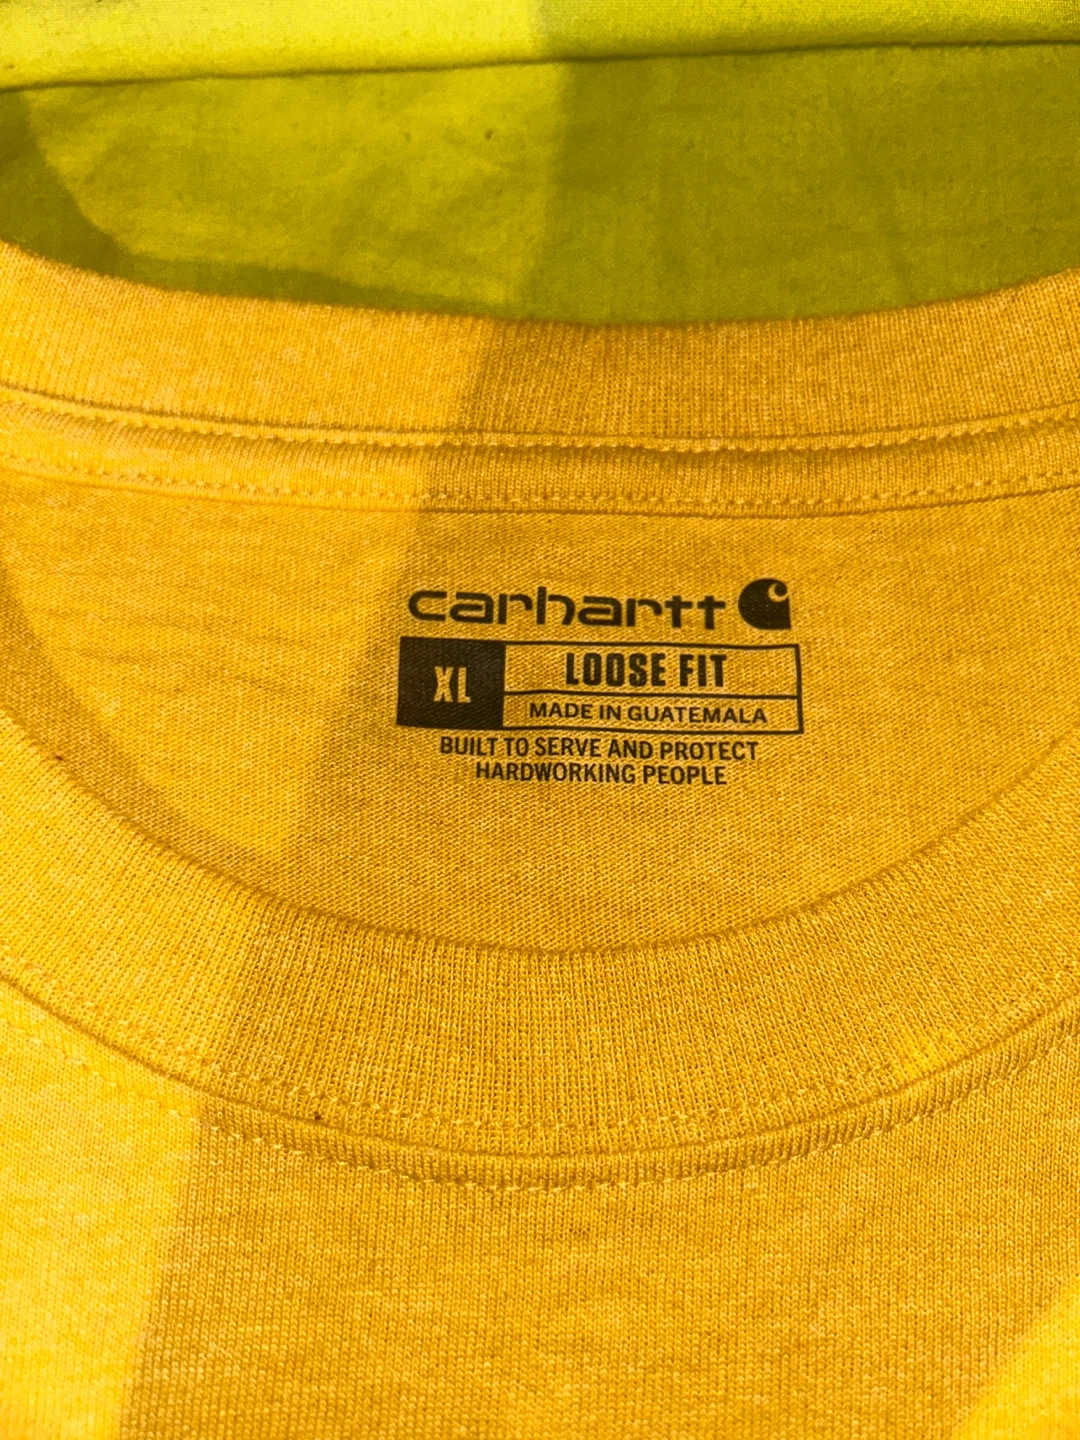 carhartt
XL
LOOSE FIT
MADE IN GUATEMALA
BUILT TO SERVE AND PROTECT
HARDWORKING PEOPLE